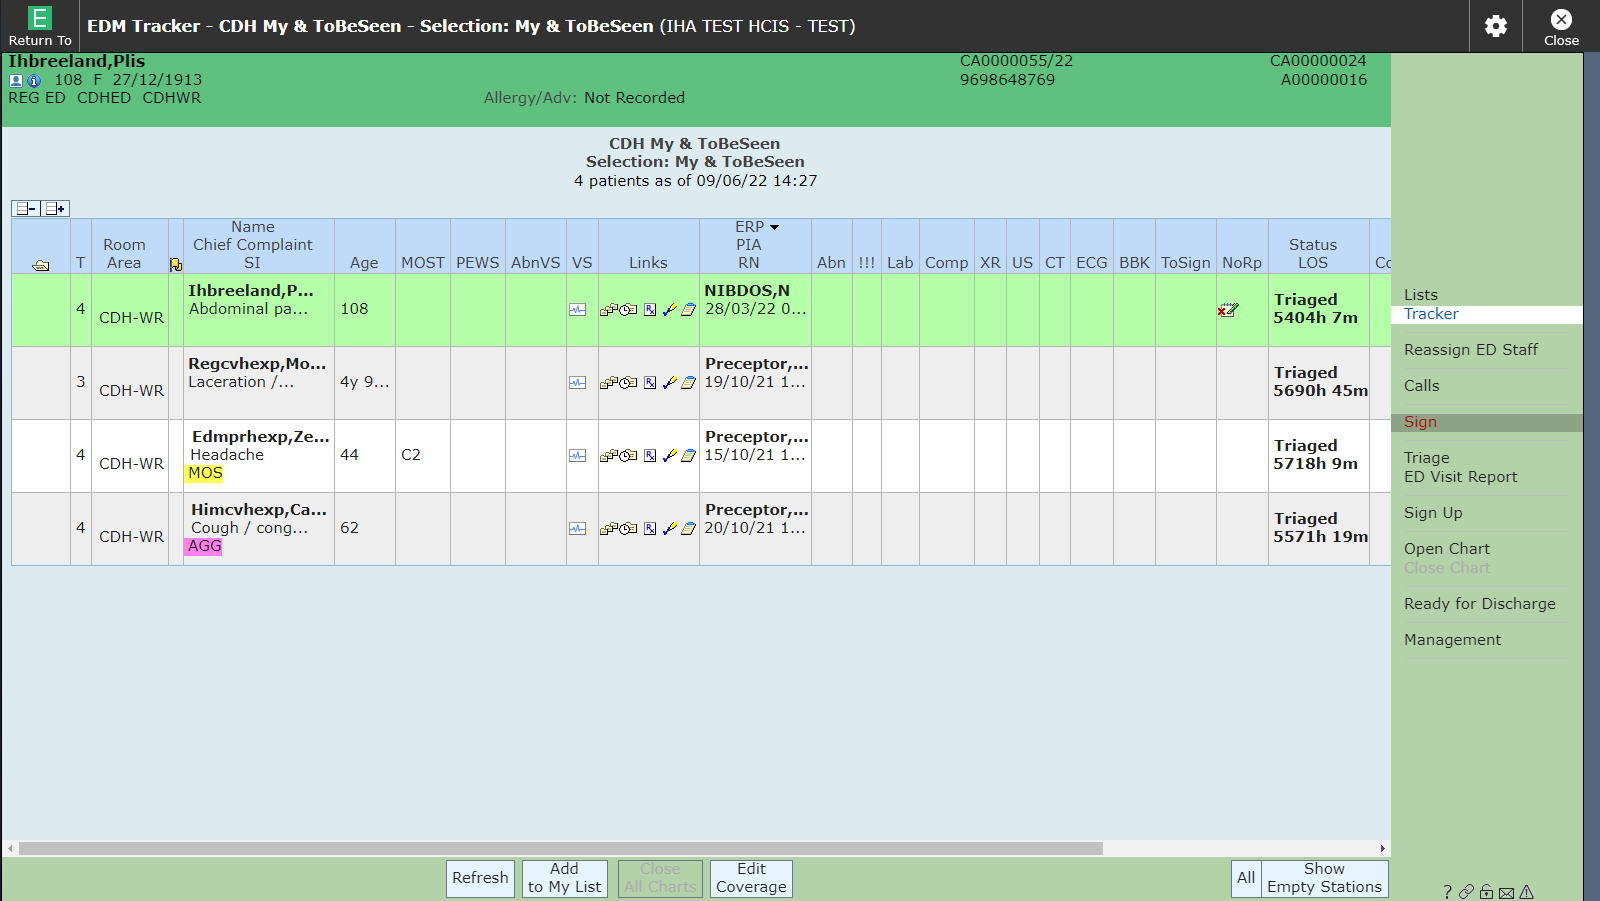 E
Return To
EDM Tracker - CDH My & ToBeSeen - Selection: My & ToBeSeen (IHA TEST HCIS - TEST)
Close
Ihbreeland,Plis
CA0000055/22
CA00000024
108 F 27/12/1913
9698648769
A00000016
REG ED CDHED CDHWR
Allergy/Adv: Not Recorded
CDH My & ToBeSeen
Selection: My & ToBeSeen
4 patients as of 09/06/22 14:27
T
Room
Area
Name
Chief Complaint
SI
Age
MOST
PEWS
AbnVS
VS
Links
ERP
PIA
RN
Abn
!!!
Lab
Comp
XR
US
CT
ECG
BBK
ToSign
NoRp
Status
LOS
Co
4
CDH-WR
Ihbreeland,P...
Abdominal pa...
108
NIBDOS,N
28/03/22 0...
Triaged
5404h 7m
3
CDH-WR
Regcvhexp,Mo...
Laceration /...
4y 9...
Preceptor,...
19/10/21 1...
Triaged
5690h 45m
4
CDH-WR
Edmprhexp,Ze...
Headache
MOS
44
C2
Preceptor,...
15/10/21 1...
Triaged
5718h 9m
4
CDH-WR
Himcvhexp,Ca...
Cough / cong...
AGG
62
Preceptor,...
20/10/21 1...
Triaged
5571h 19m
Lists
Tracker
Reassign ED Staff
Calls
Sign
Triage
ED Visit Report
Sign Up
Open Chart
Close Chart
Ready for Discharge
Management
Refresh
Add
to My List
Close
All Charts
Edit
Coverage
All
Show
Empty Stations
?